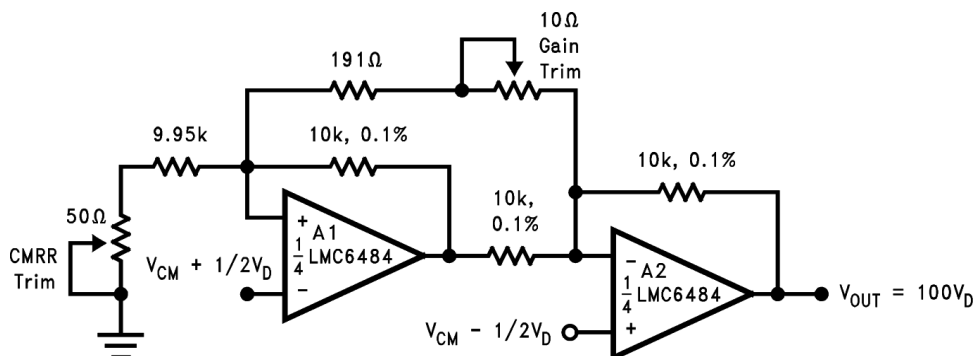 10Ω
Gain
Trim
191Ω
9.95k
10k, 0.1%
10k, 0.1%
10k,
0.1%
50Ω
CMRR
Trim
+
A1
1/4 LMC6484
−
V_CM + 1/2V_D
−
A2
1/4 LMC6484
+
V_CM − 1/2V_D
V_OUT = 100V_D